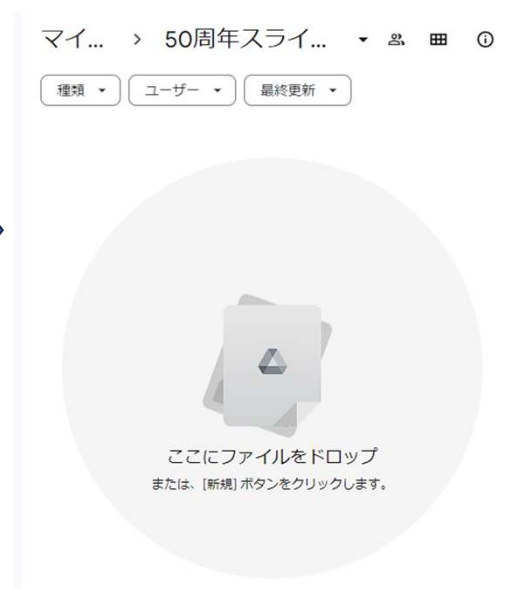 マイ... > 50周年スライ...
種類 ユーザー 最終更新
ここにファイルをドロップ
または、[新規] ボタンをクリックします。